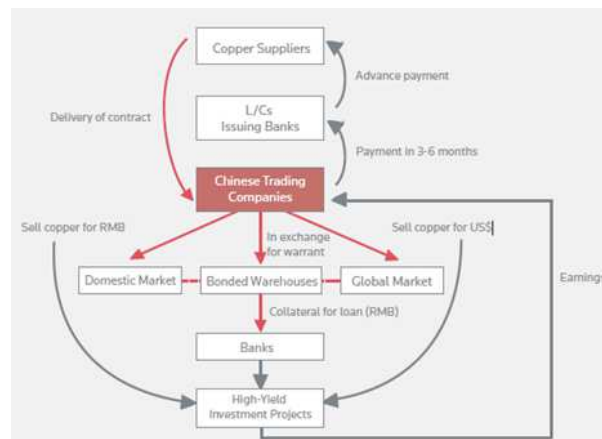 Copper Suppliers
Advance payment
L/Cs
Issuing Banks
Delivery of contract
Payment in 3-6 months
Chinese Trading
Companies
Sell copper for RMB
Sell copper for US$
In exchange
for warrant
Domestic Market
Bonded Warehouses
Global Market
Earnings
Collateral for loan (RMB)
Banks
High-Yield
Investment Projects